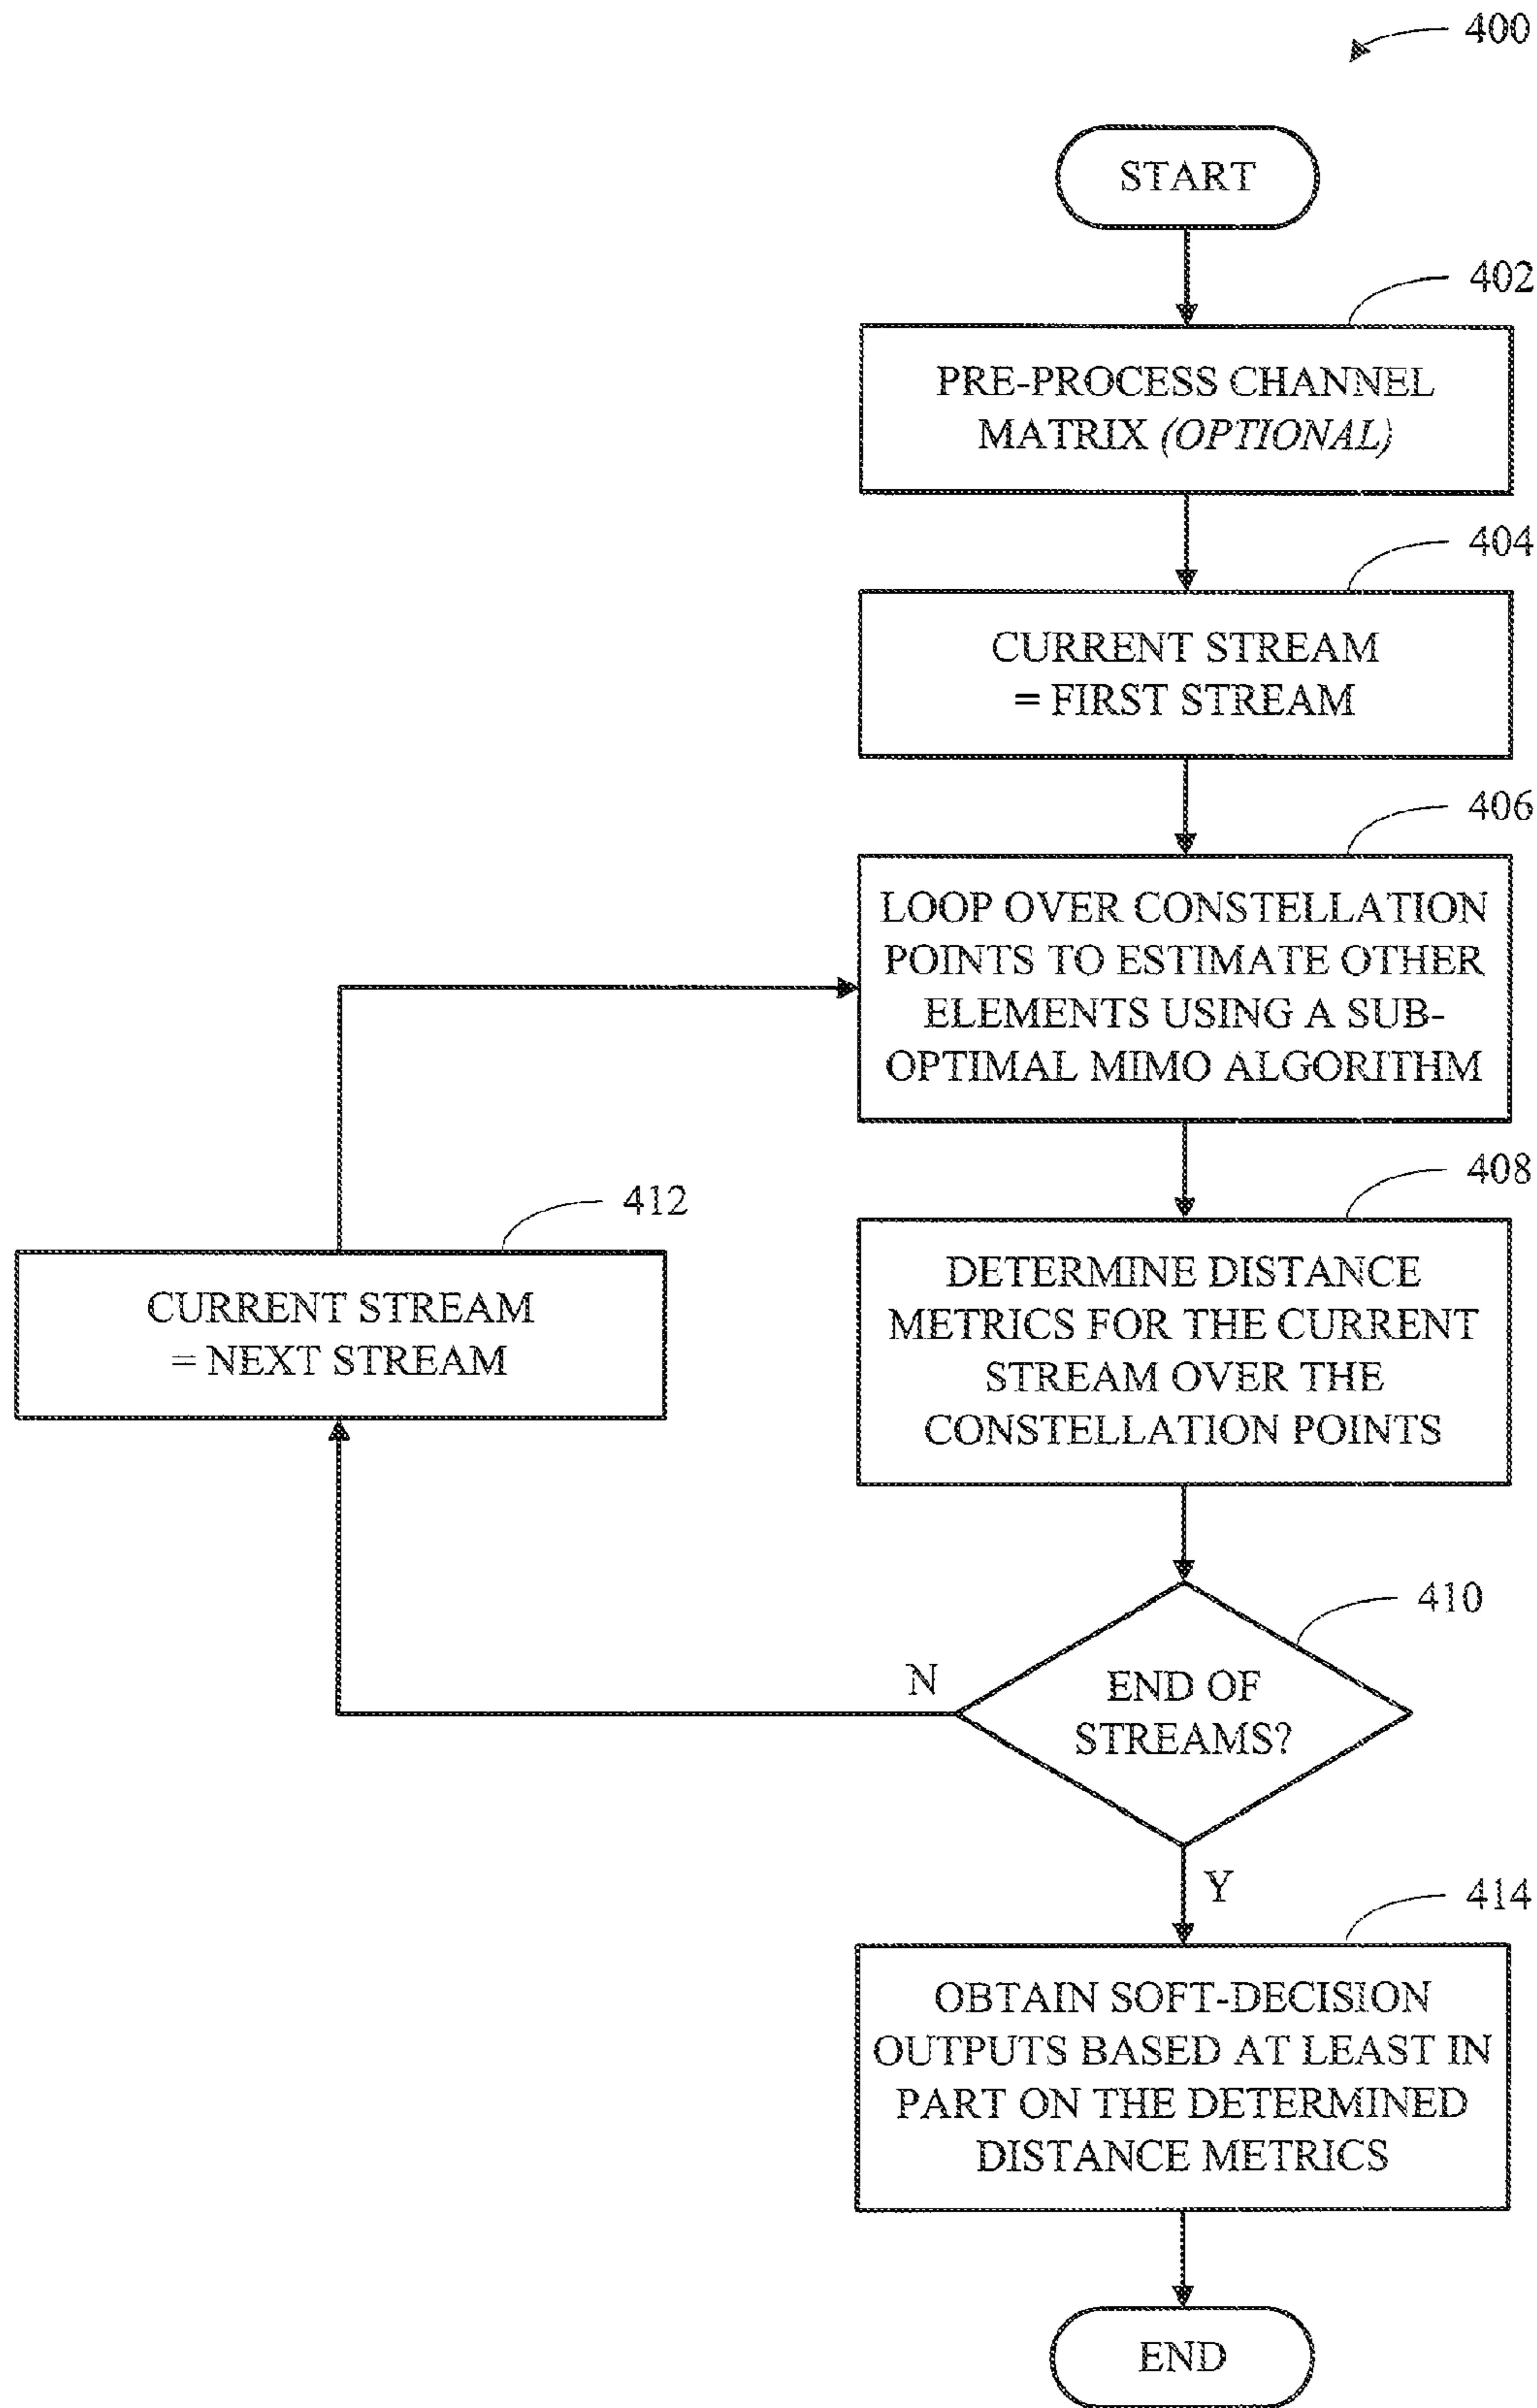 400
START
402
PRE-PROCESS CHANNEL
MATRIX (OPTIONAL)
404
CURRENT STREAM
= FIRST STREAM
406
LOOP OVER CONSTELLATION
POINTS TO ESTIMATE OTHER
ELEMENTS USING A SUB-
OPTIMAL MIMO ALGORITHM
408
DETERMINE DISTANCE
METRICS FOR THE CURRENT
STREAM OVER THE
CONSTELLATION POINTS
412
CURRENT STREAM
= NEXT STREAM
410
END OF
STREAMS?
N
Y
414
OBTAIN SOFT-DECISION
OUTPUTS BASED AT LEAST IN
PART ON THE DETERMINED
DISTANCE METRICS
END